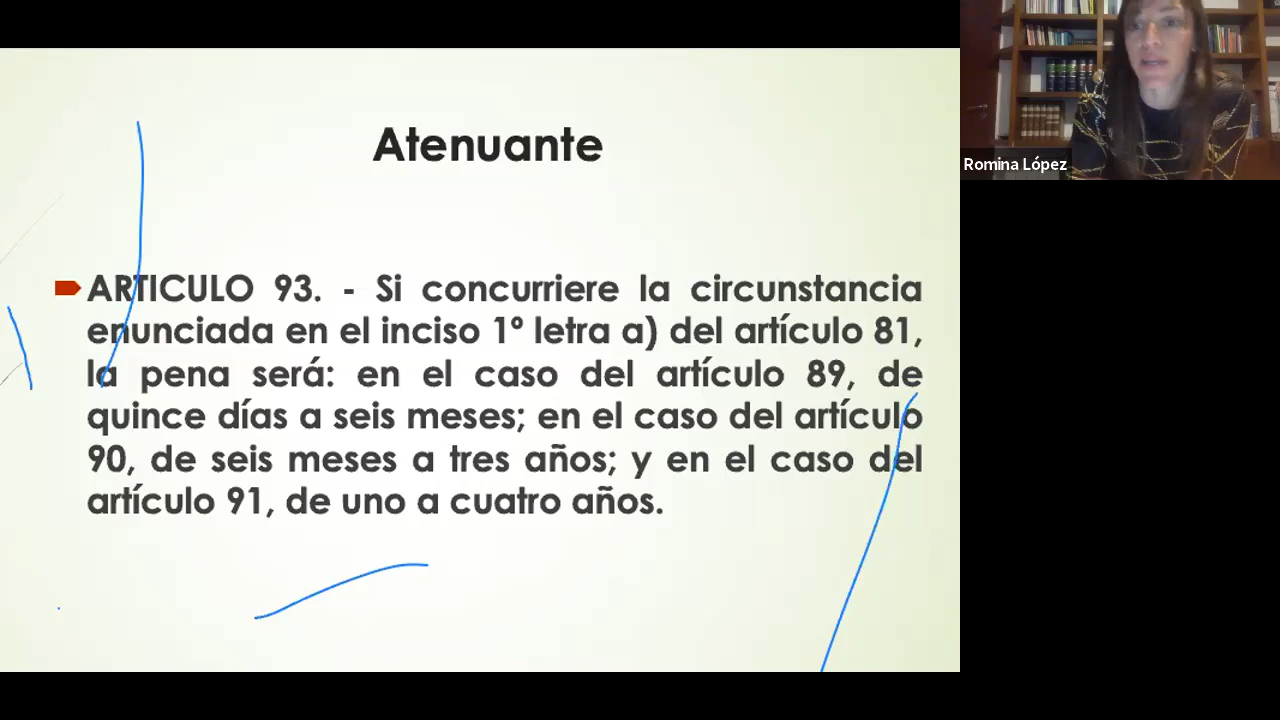 Atenuante
ARTICULO 93. - Si concurriere la circunstancia
enunciada en el inciso 1º letra a) del artículo 81,
la pena será: en el caso del artículo 89, de
quince días a seis meses; en el caso del artículo
90, de seis meses a tres años; y en el caso del
artículo 91, de uno a cuatro años.
Romina López